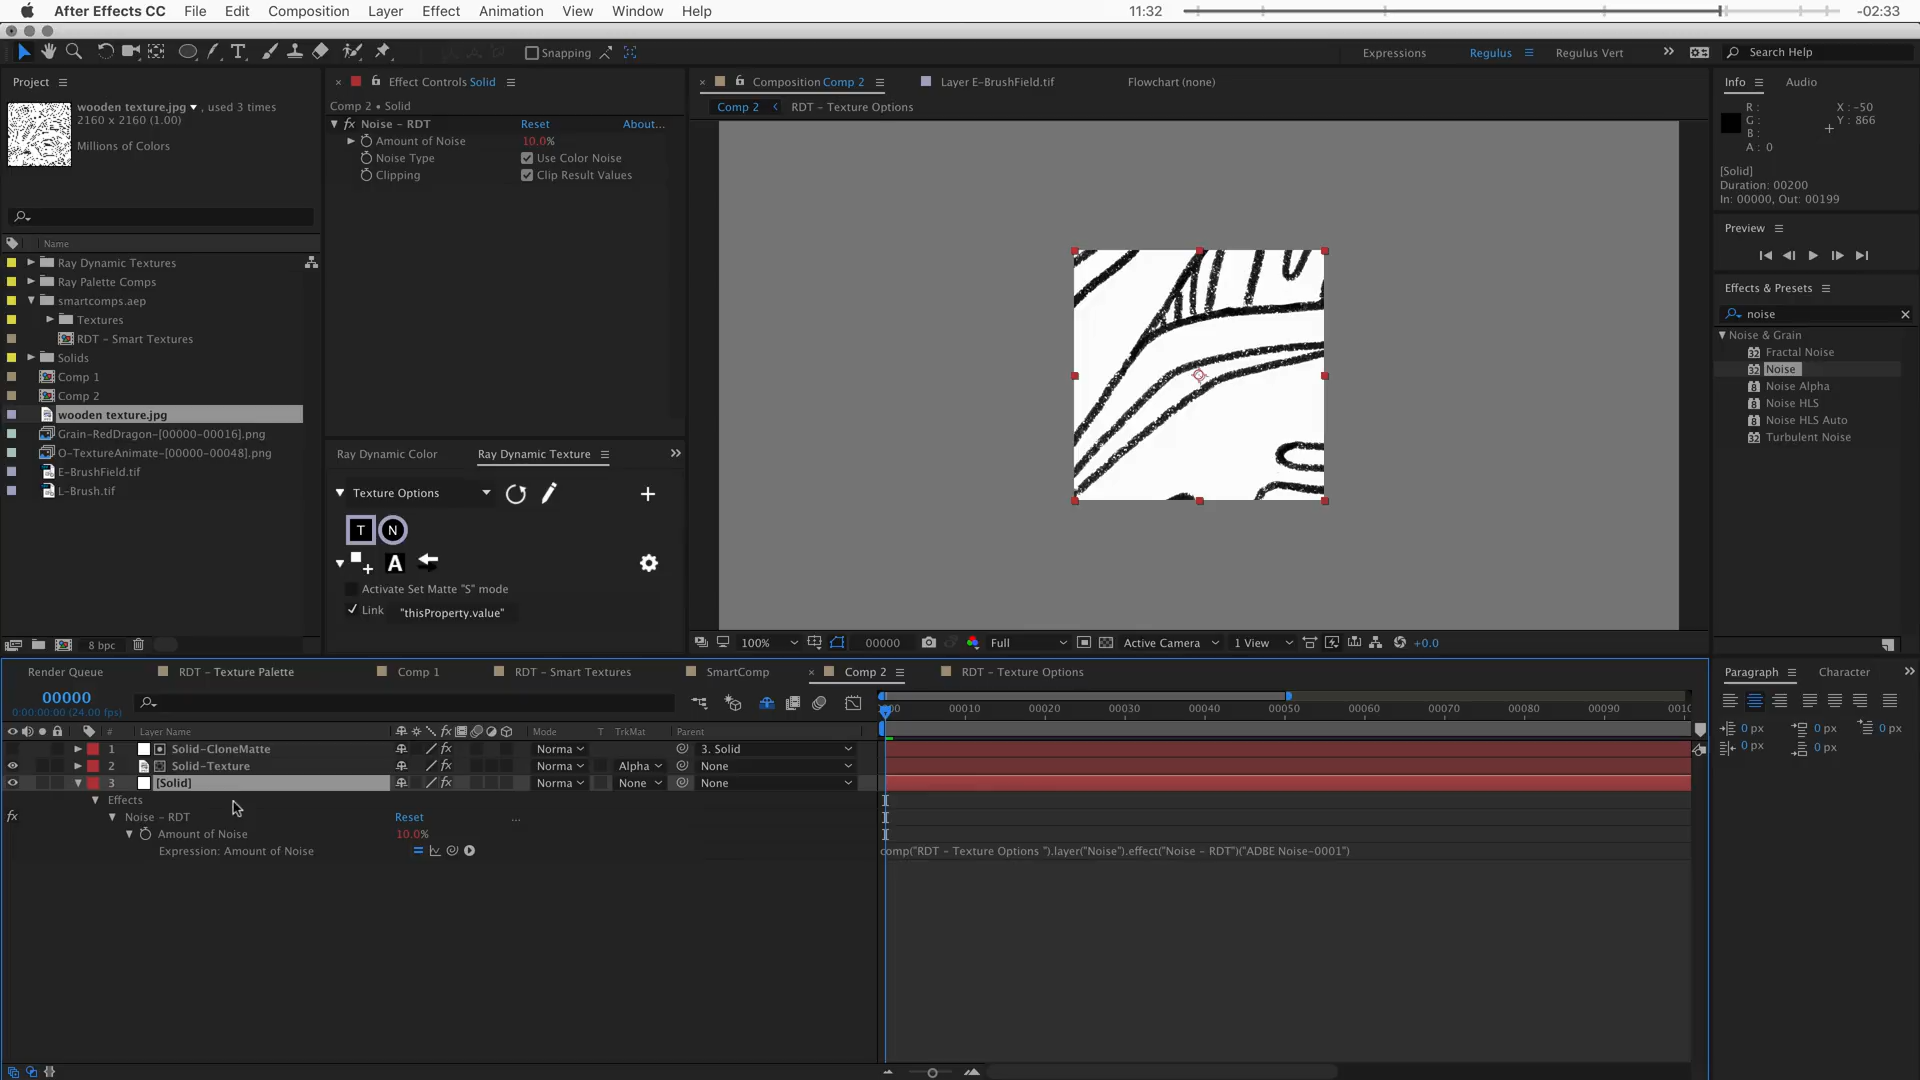 After Effects CC File Edit Composition Layer Effect Animation View Window Help 11:32 -02:33
Snapping Expressions Regulus Regulus Vert Search Help
Project
wooden texture.jpg , used 3 times
2160 x 2160 (1.00)
Millions of Colors
Name
Ray Dynamic Textures
Ray Palette Comps
smartcomps.aep
Textures
RDT - Smart Textures
Solids
Comp 1
Comp 2
wooden texture.jpg
Grain-RedDragon-[00000-00016].png
O-TextureAnimate-[00000-00048].png
E-BrushField.tif
L-Brush.tif
8 bpc
Effect Controls Solid
Comp 2 • Solid
fx Noise - RDT Reset About...
Amount of Noise 10.0%
Noise Type Use Color Noise
Clipping Clip Result Values
Ray Dynamic Color Ray Dynamic Texture
Texture Options
T N
A
Activate Set Matte "S" mode
Link "thisProperty.value"
Composition Comp 2 Layer E-BrushField.tif Flowchart (none)
Comp 2 RDT - Texture Options
100% 00000 Full Active Camera 1 View +0.0
Info Audio
R : X : -50
G : Y : 866
B :
A : 0
[Solid]
Duration: 00200
In: 00000, Out: 00199
Preview
Effects & Presets
noise
Noise & Grain
Fractal Noise
Noise
Noise Alpha
Noise HLS
Noise HLS Auto
Turbulent Noise
Render Queue RDT - Texture Palette Comp 1 RDT - Smart Textures SmartComp Comp 2 RDT - Texture Options
00000
0:00:00:00 (24.00 fps)
00010 00020 00030 00040 00050 00060 00070 00080 00090
# Layer Name Mode T TrkMat Parent
1 Solid-CloneMatte Norma 3. Solid
2 Solid-Texture Norma Alpha None
3 [Solid] Norma None None
Effects
fx Noise - RDT Reset ...
Amount of Noise 10.0%
Expression: Amount of Noise comp("RDT - Texture Options ").layer("Noise").effect("Noise - RDT")("ADBE Noise-0001")
Paragraph Character
0 px 0 px 0 px
0 px 0 px